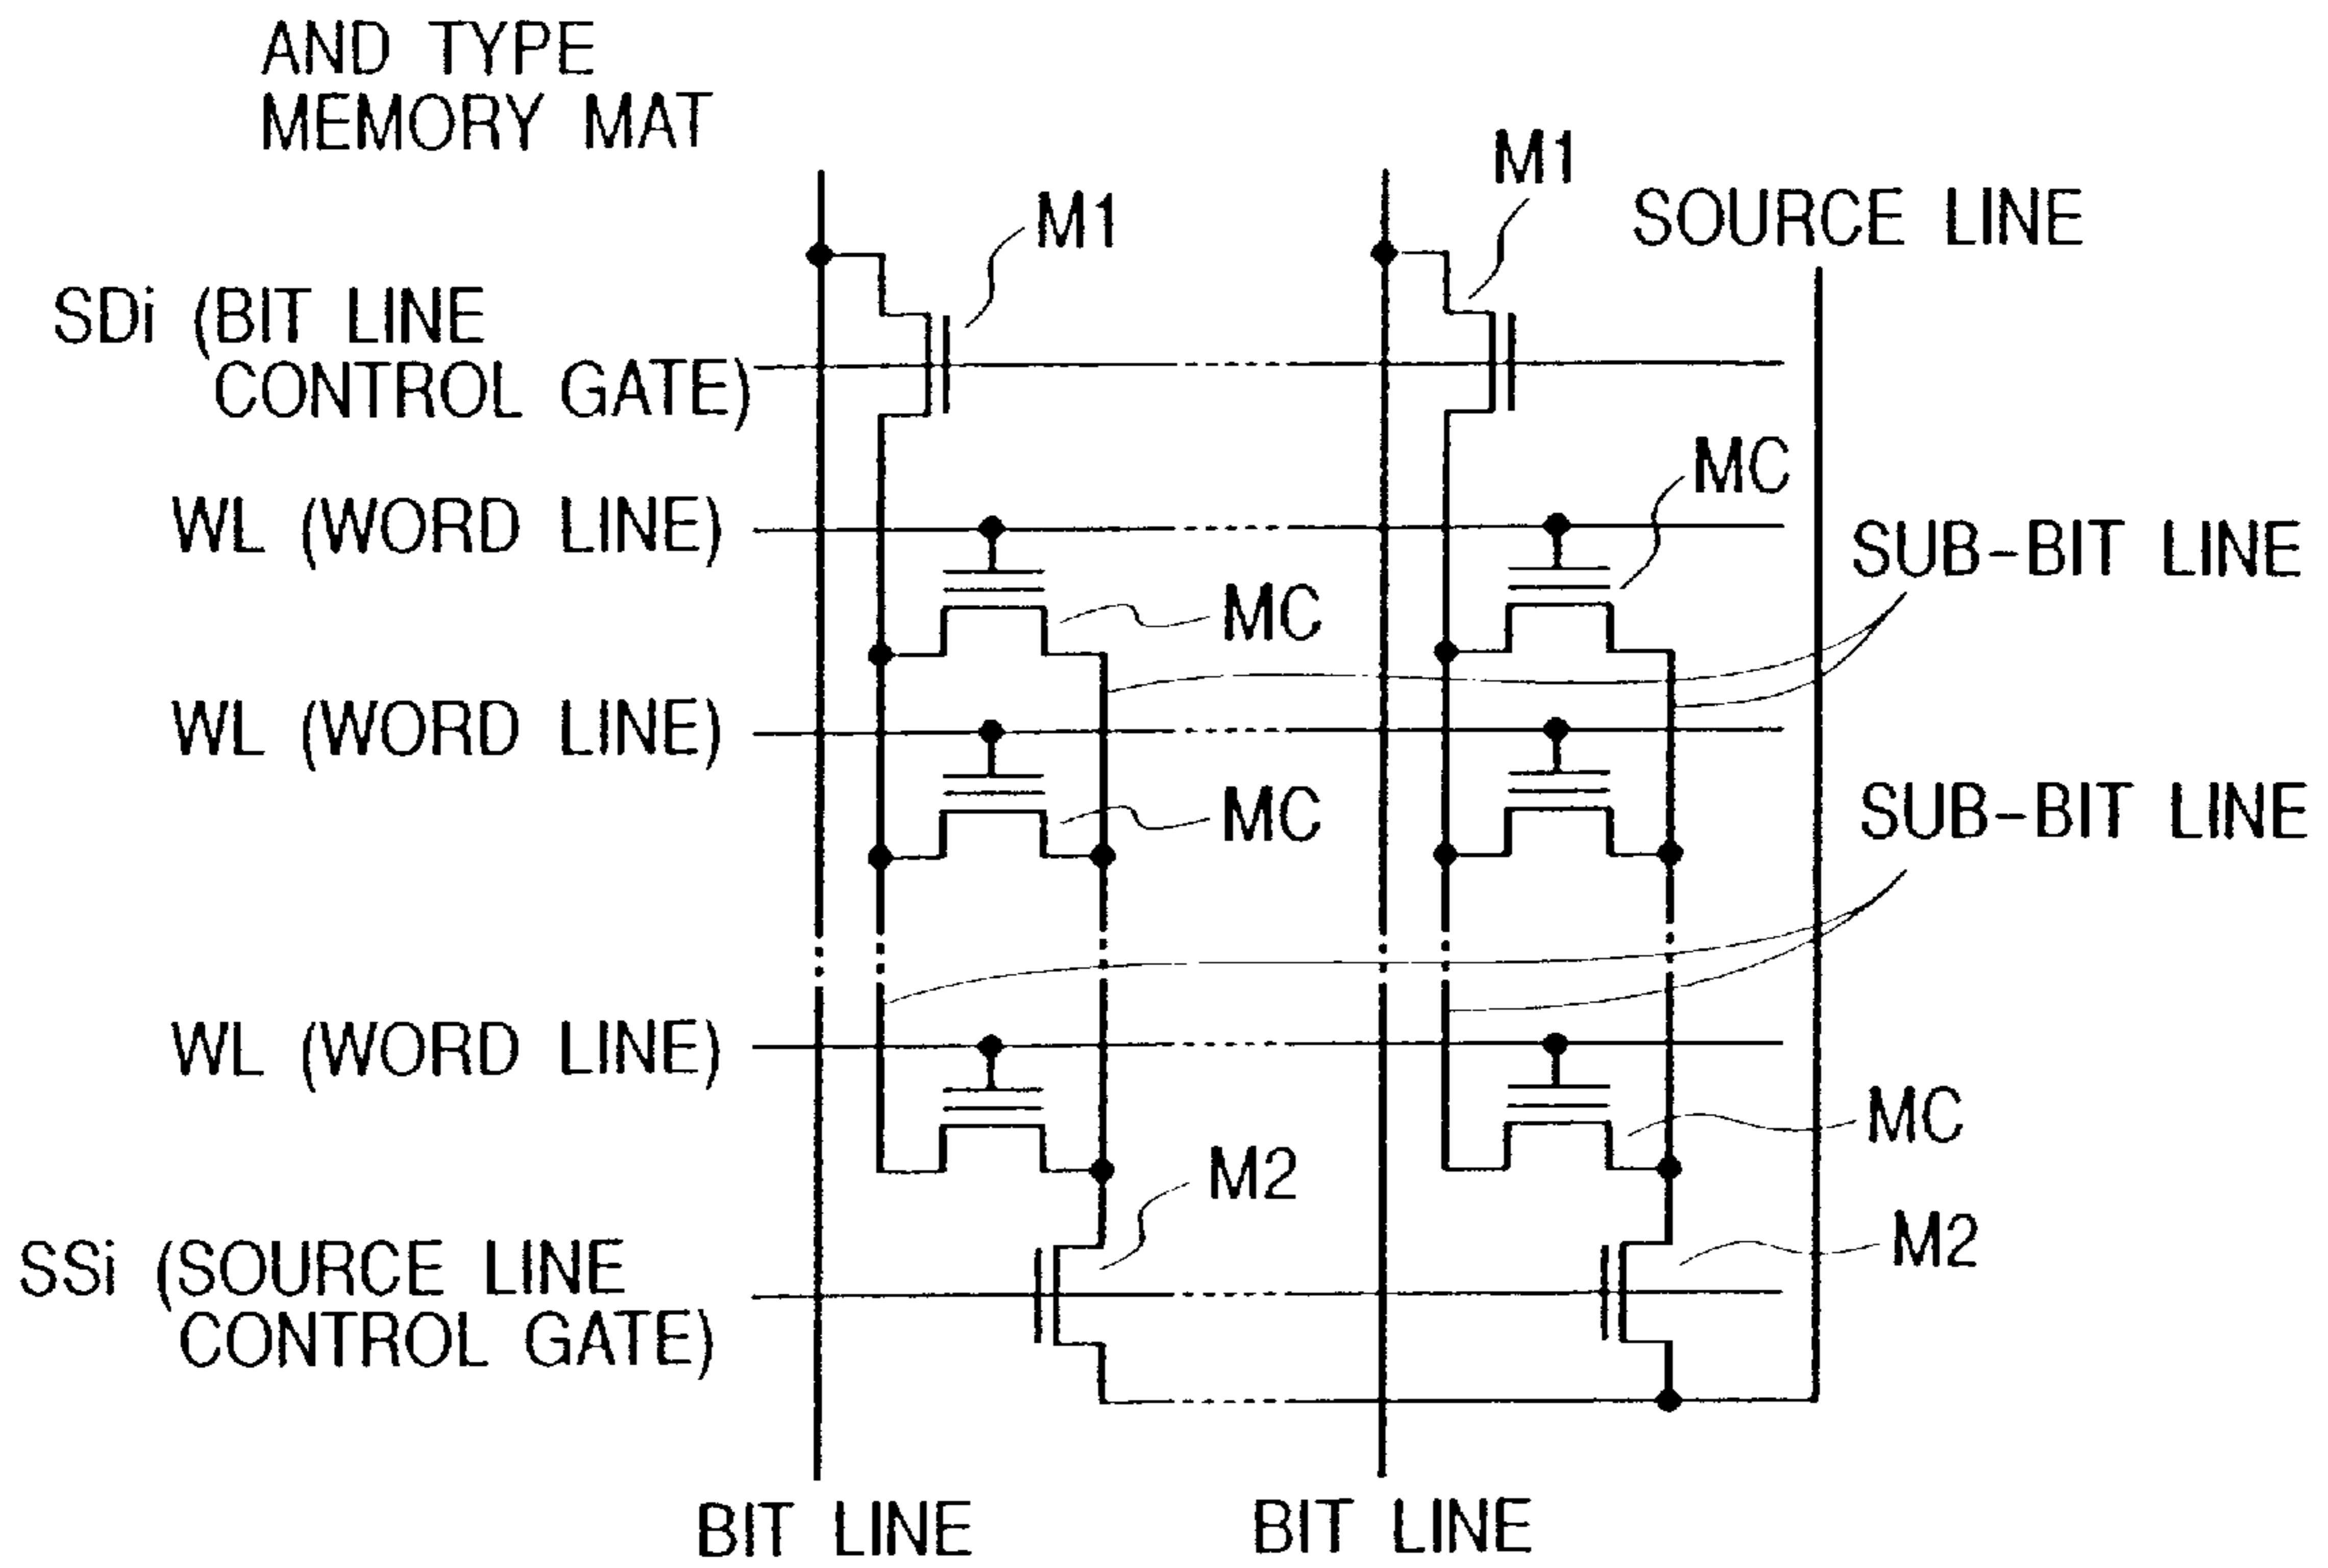 AND TYPE
MEMORY MAT
M1
M1
SOURCE LINE
SDi (BIT LINE
CONTROL GATE)
MC
WL (WORD LINE)
SUB-BIT LINE
MC
WL (WORD LINE)
MC
SUB-BIT LINE
WL (WORD LINE)
MC
M2
M2
SSi (SOURCE LINE
CONTROL GATE)
BIT LINE
BIT LINE